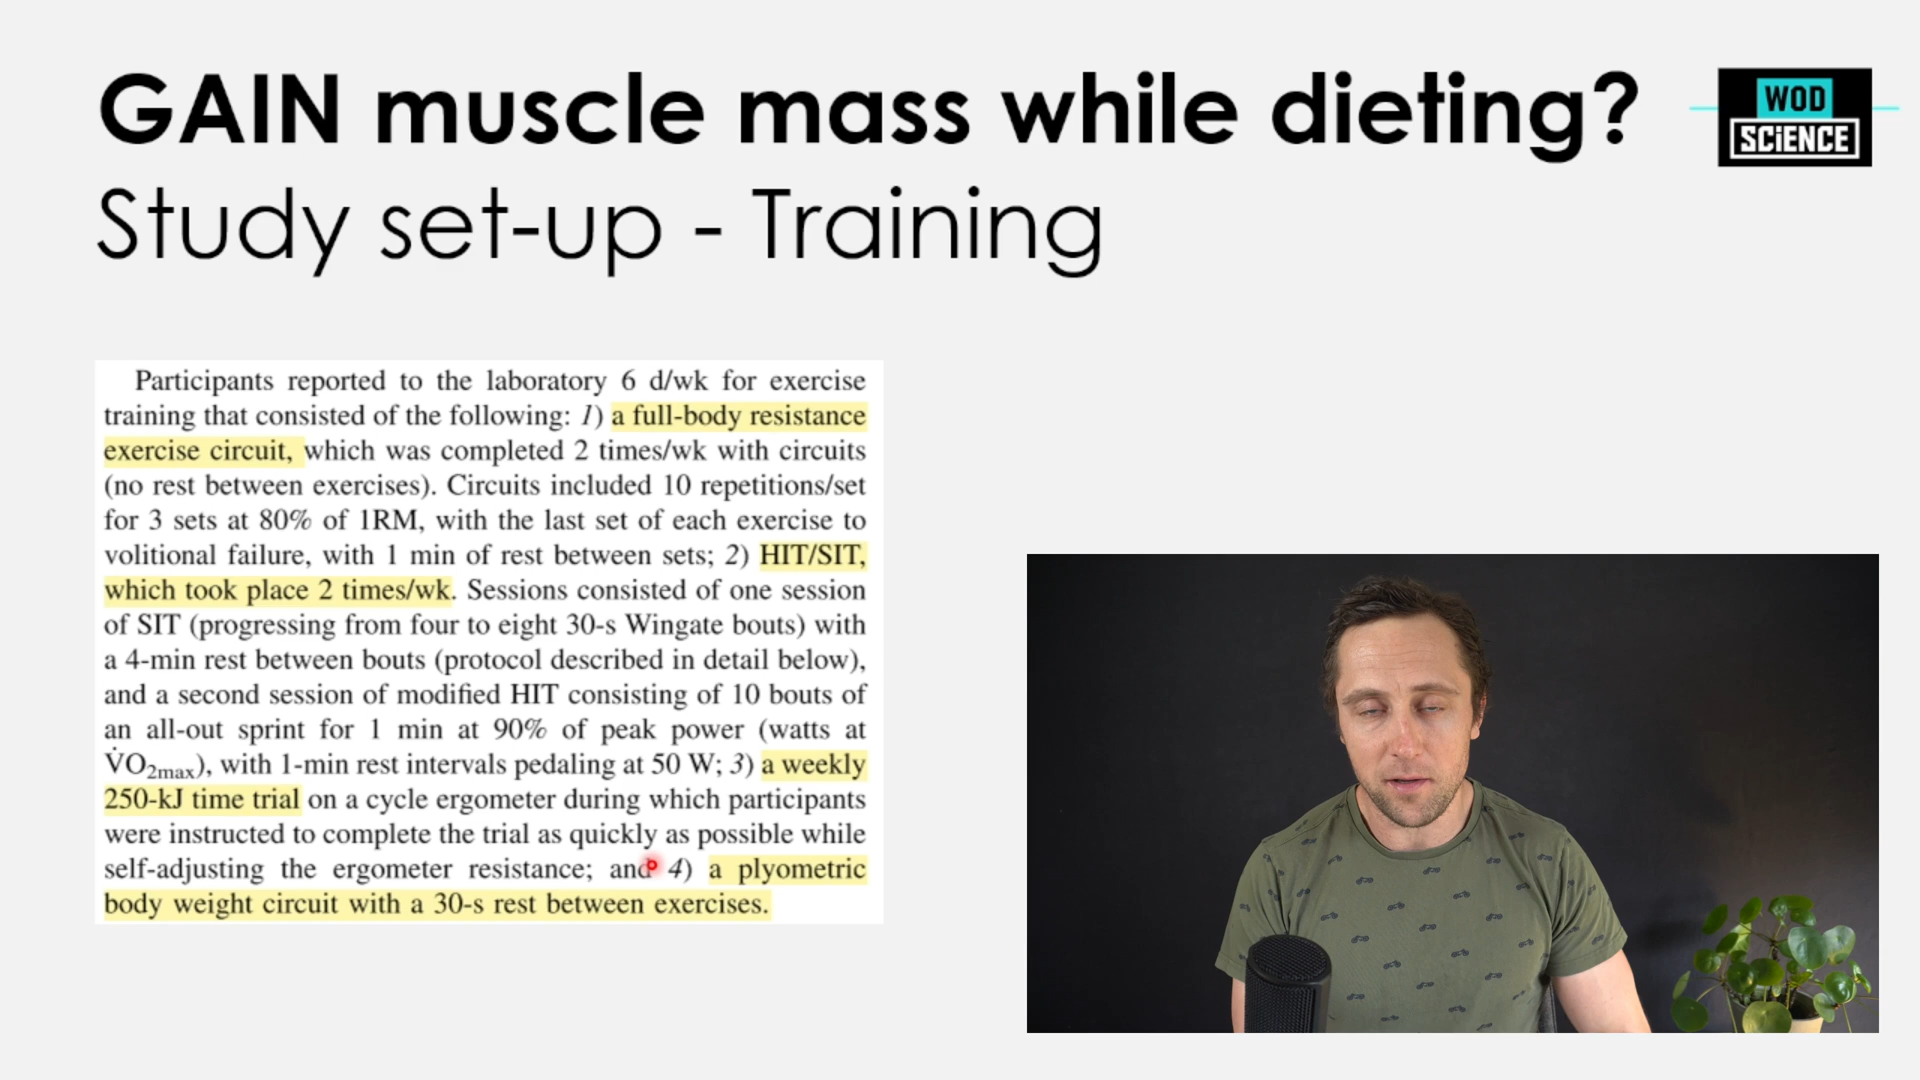 GAIN muscle mass while dieting?
WOD
SCiENCE
Study set-up - Training
Participants reported to the laboratory 6 d/wk for exercise
training that consisted of the following: 1) a full-body resistance
exercise circuit, which was completed 2 times/wk with circuits
(no rest between exercises). Circuits included 10 repetitions/set
for 3 sets at 80% of 1RM, with the last set of each exercise to
volitional failure, with 1 min of rest between sets; 2) HIT/SIT,
which took place 2 times/wk. Sessions consisted of one session
of SIT (progressing from four to eight 30-s Wingate bouts) with
a 4-min rest between bouts (protocol described in detail below),
and a second session of modified HIT consisting of 10 bouts of
an all-out sprint for 1 min at 90% of peak power (watts at
V̇O₂max), with 1-min rest intervals pedaling at 50 W; 3) a weekly
250-kJ time trial on a cycle ergometer during which participants
were instructed to complete the trial as quickly as possible while
self-adjusting the ergometer resistance; and 4) a plyometric
body weight circuit with a 30-s rest between exercises.